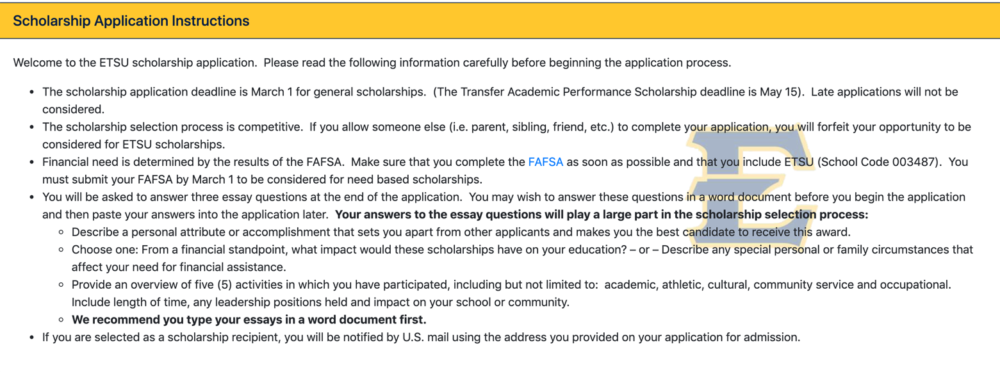 Scholarship Application Instructions
Welcome to the ETSU scholarship application.  Please read the following information carefully before beginning the application process.
• The scholarship application deadline is March 1 for general scholarships.  (The Transfer Academic Performance Scholarship deadline is May 15).  Late applications will not be
considered.
• The scholarship selection process is competitive.  If you allow someone else (i.e. parent, sibling, friend, etc.) to complete your application, you will forfeit your opportunity to be
considered for ETSU scholarships.
• Financial need is determined by the results of the FAFSA.  Make sure that you complete the FAFSA as soon as possible and that you include ETSU (School Code 003487).  You
must submit your FAFSA by March 1 to be considered for need based scholarships.
• You will be asked to answer three essay questions at the end of the application.  You may wish to answer these questions in a word document before you begin the application
and then paste your answers into the application later.  Your answers to the essay questions will play a large part in the scholarship selection process:
◦ Describe a personal attribute or accomplishment that sets you apart from other applicants and makes you the best candidate to receive this award.
◦ Choose one: From a financial standpoint, what impact would these scholarships have on your education? – or – Describe any special personal or family circumstances that
affect your need for financial assistance.
◦ Provide an overview of five (5) activities in which you have participated, including but not limited to:  academic, athletic, cultural, community service and occupational.
Include length of time, any leadership positions held and impact on your school or community.
◦ We recommend you type your essays in a word document first.
• If you are selected as a scholarship recipient, you will be notified by U.S. mail using the address you provided on your application for admission.
E